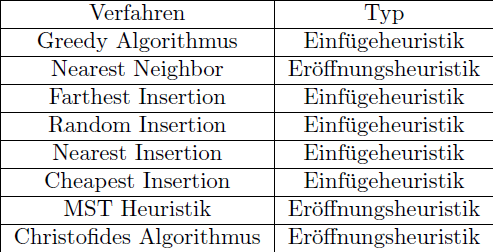 Verfahren Typ
Greedy Algorithmus Einfügeheuristik
Nearest Neighbor Eröffnungsheuristik
Farthest Insertion Einfügeheuristik
Random Insertion Einfügeheuristik
Nearest Insertion Einfügeheuristik
Cheapest Insertion Einfügeheuristik
MST Heuristik Eröffnungsheuristik
Christofides Algorithmus Eröffnungsheuristik